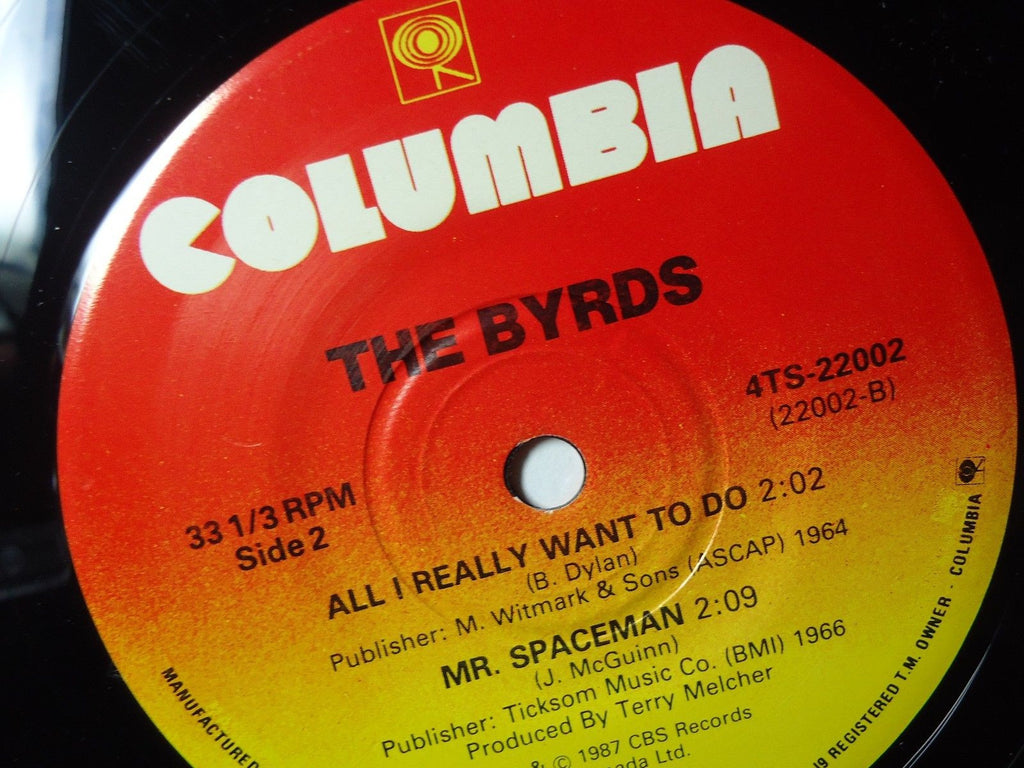 COLUMBIA
THE BYRDS
4TS-22002
(22002-B)
33 1/3 RPM
Side 2
ALL I REALLY WANT TO DO 2:02
(B. Dylan)
Publisher: M. Witmark & Sons (ASCAP) 1964
MR. SPACEMAN 2:09
(J. McGuinn)
Publisher: Ticksom Music Co. (BMI) 1966
Produced By Terry Melcher
& © 1987 CBS Records
Ltd.
MANUFACTURED
REGISTERED T.M. OWNER · COLUMBIA